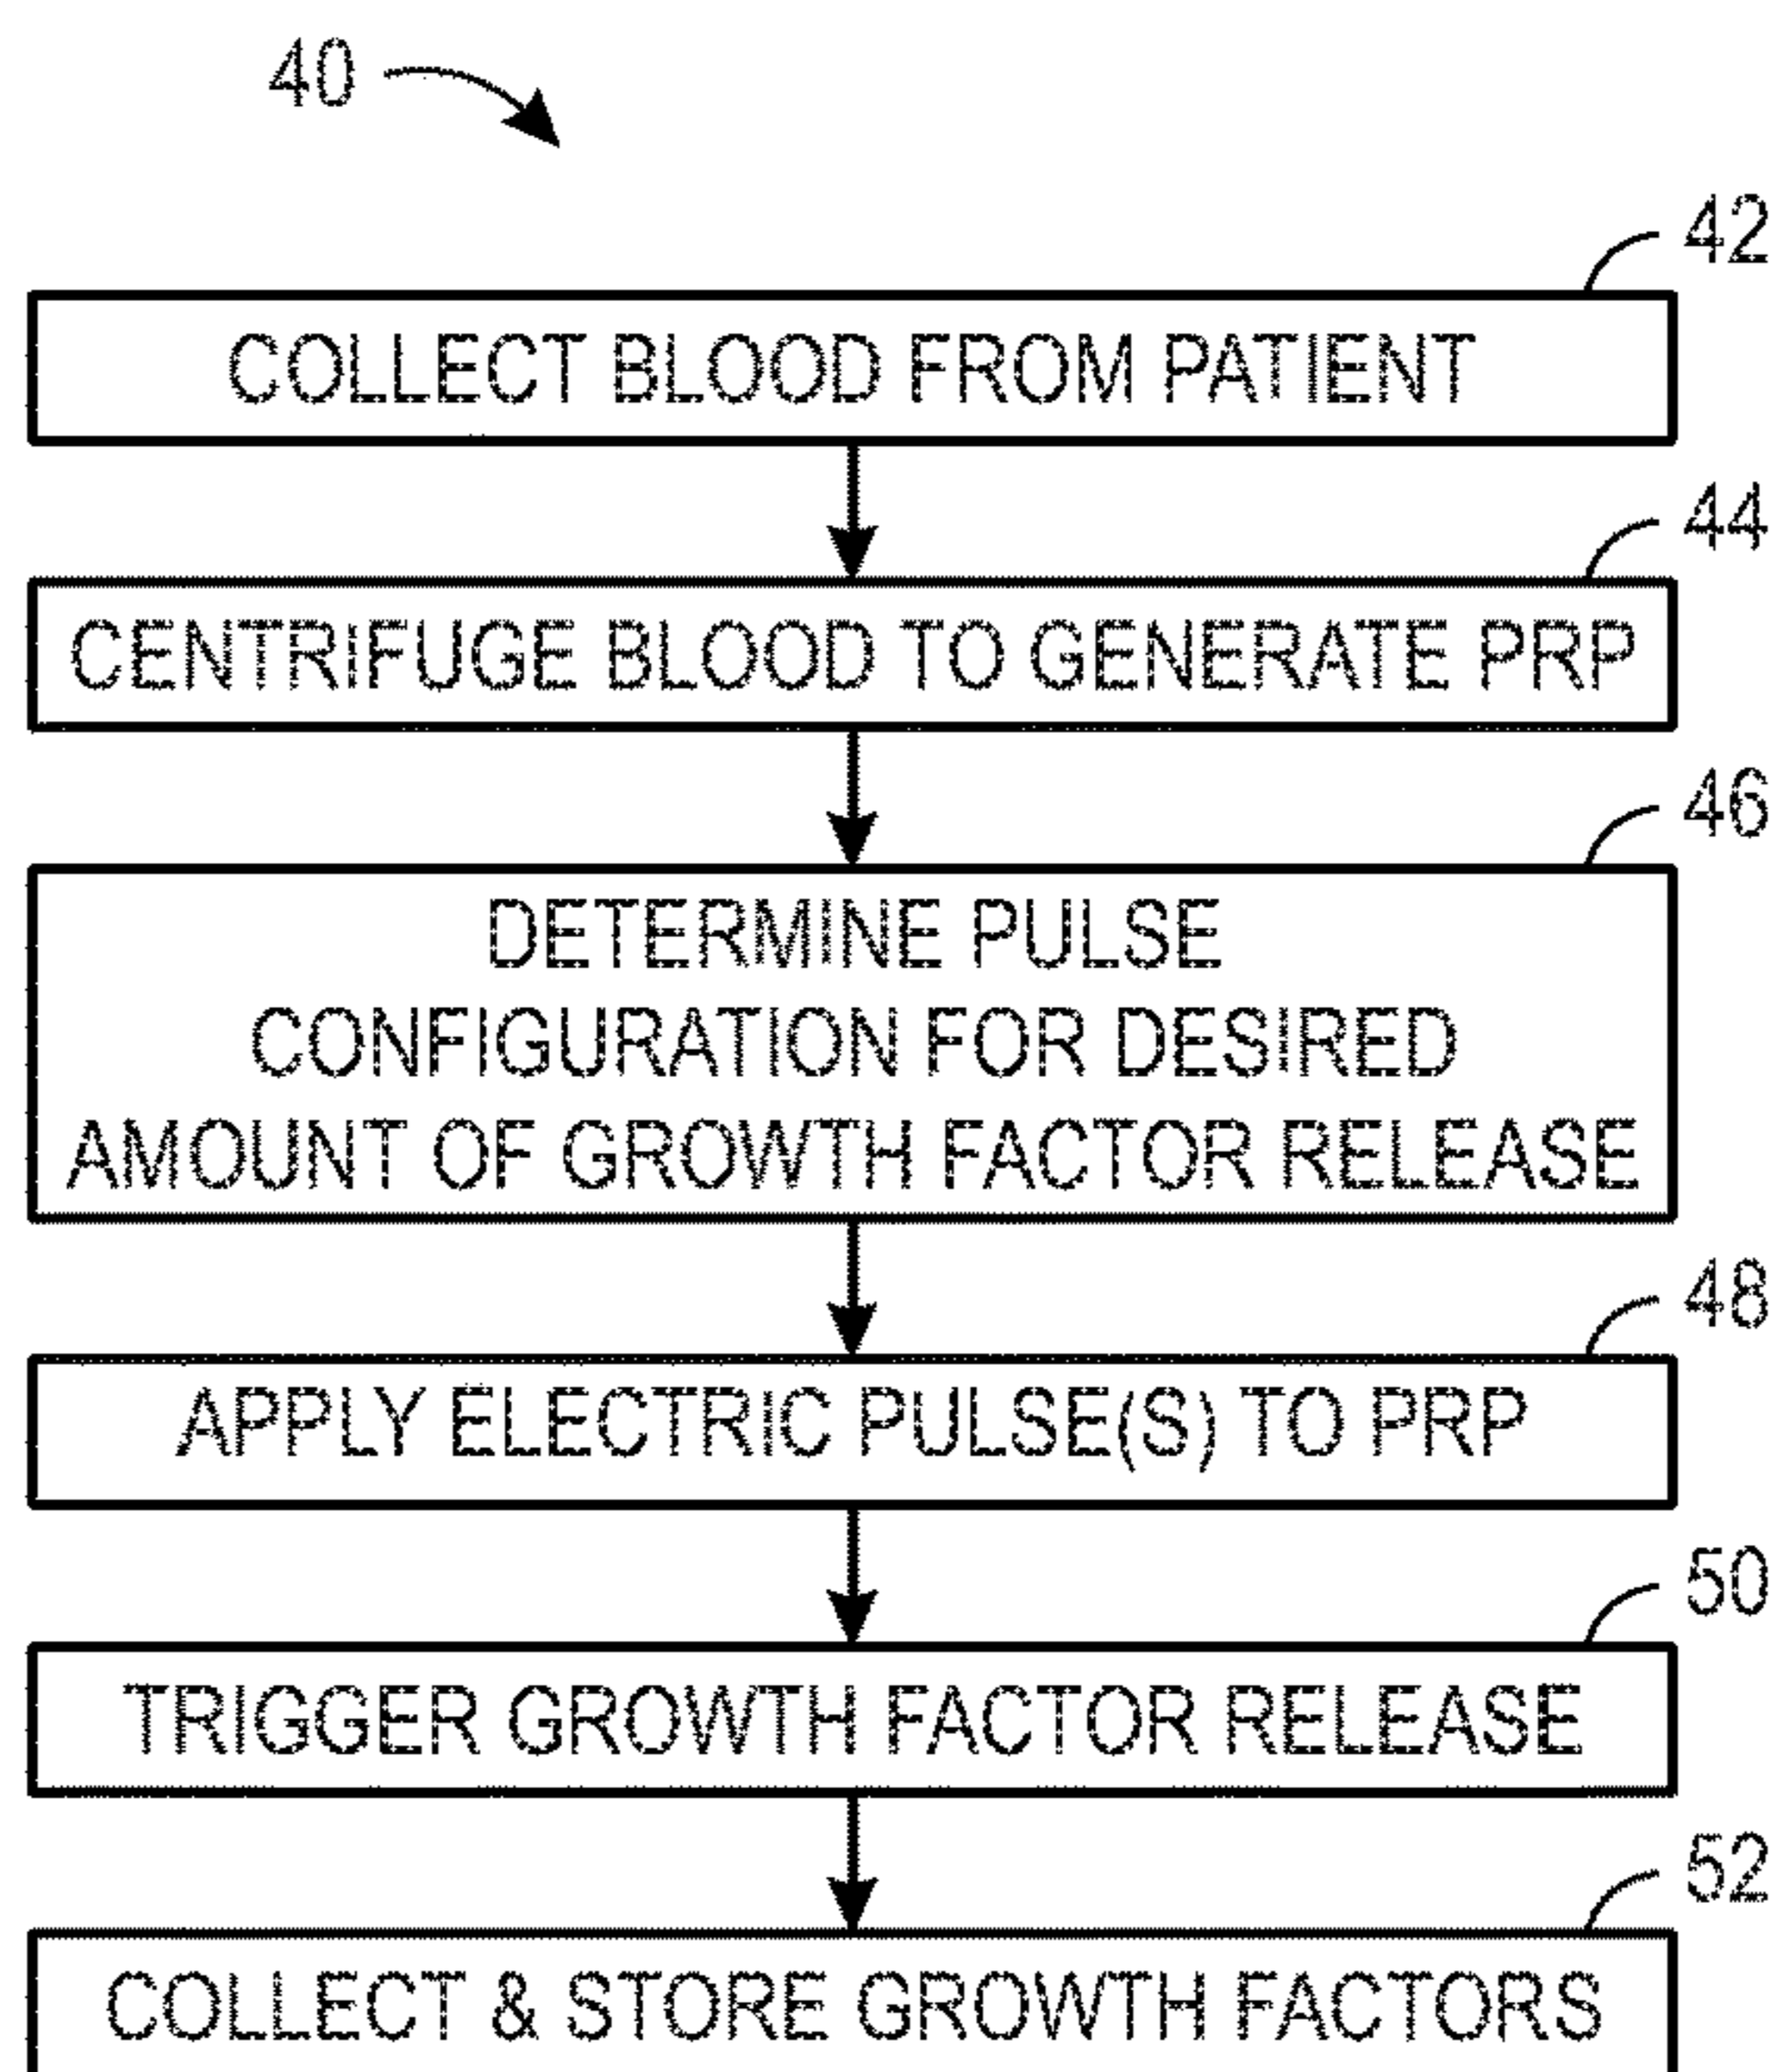 40
42
COLLECT BLOOD FROM PATIENT
44
CENTRIFUGE BLOOD TO GENERATE PRP
46
DETERMINE PULSE
CONFIGURATION FOR DESIRED
AMOUNT OF GROWTH FACTOR RELEASE
48
APPLY ELECTRIC PULSE(S) TO PRP
50
TRIGGER GROWTH FACTOR RELEASE
52
COLLECT & STORE GROWTH FACTORS